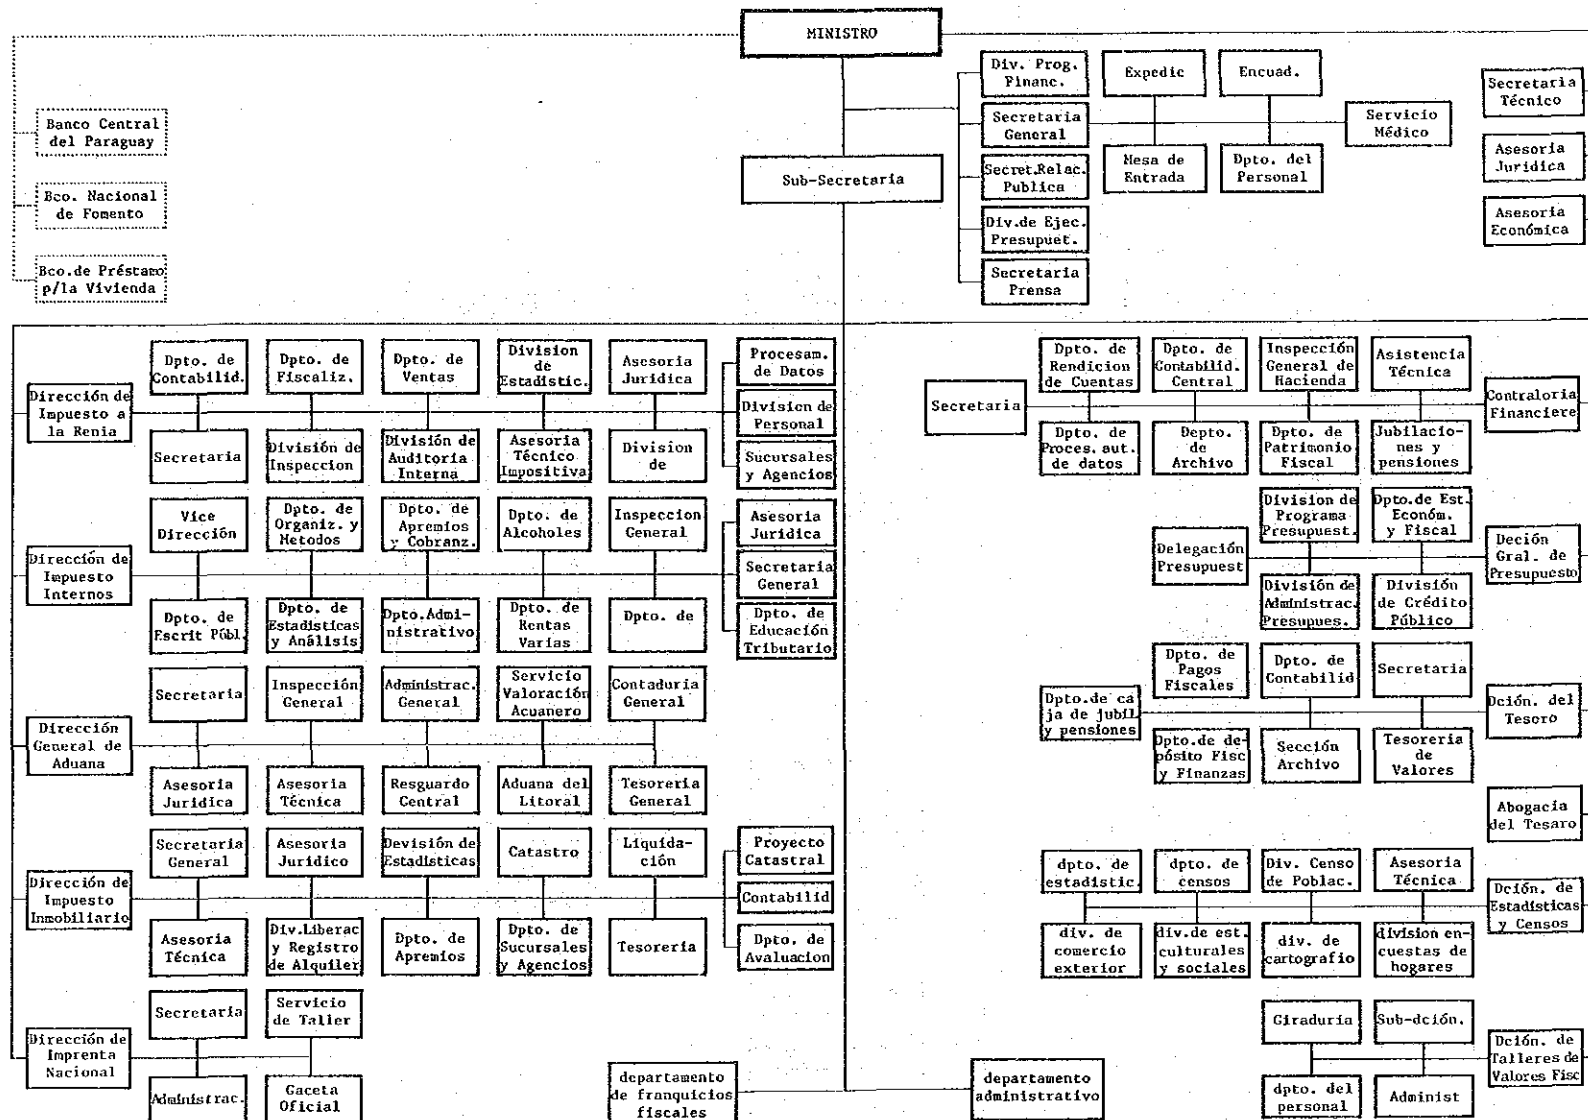 MINISTRO
Sub-Secretaria
Banco Central
del Paraguay
Bco. Nacional
de Fomento
Bco.de Préstamo
p/la Vivienda
Div. Prog.
Financ.
Secretaria
General
Secret.Relac.
Publica
Div.de Ejec.
Presupuet.
Secretaria
Prensa
Expedic
Encuad.
Mesa de
Entrada
Dpto. del
Personal
Servicio
Médico
Secretaria
Técnico
Asesoria
Juridica
Asesoria
Económica
Dirección de
Impuesto a
la Renia
Dpto. de
Contabilid.
Dpto. de
Fiscaliz.
Dpto. de
Ventas
Division
de
Estadistic.
Asesoria
Juridica
Secretaria
División de
Inspeccion
División de
Auditoria
Interna
Asesoria
Técnico
Impositiva
Division
de
Procesam.
de Datos
Division de
Personal
Sucursales
y Agencios
Dirección de
Impuesto
Internos
Vice
Dirección
Dpto. de
Organiz. y
Metodos
Dpto. de
Apremios
y Cobranz.
Dpto. de
Alcoholes
Inspeccion
General
Dpto. de
Escrit Públ.
Dpto. de
Estadisticas
y Análisis
Dpto.Admi-
nistrativo
Dpto. de
Rentas
Varias
Dpto. de
Asesoria
Juridica
Secretaria
General
Dpto. de
Educación
Tributario
Dirección
General de
Aduana
Secretaria
Inspección
General
Administrac.
General
Servicio
Valoración
Acuanero
Contaduria
General
Asesoria
Juridica
Asesoria
Técnica
Resguardo
Central
Aduana del
Litoral
Tesoreria
General
Dirección de
Impuesto
Inmobiliario
Secretaria
General
Asesoria
Juridico
Devisión de
Estadisticas
Catastro
Liquida-
ción
Asesoria
Técnica
Div.Liberac
y Registro
de Alquiler
Dpto. de
Apremios
Dpto. de
Sucursales
y Agencios
Tesoreria
Proyecto
Catastral
Contabilid
Dpto. de
Avaluacion
Dirección de
Imprenta
Nacional
Secretaria
Servicio
de Taller
Administrac.
Gaceta
Oficial
departamento
de franquicios
fiscales
departamento
administrativo
Secretaria
Dpto. de
Rendicion
de Cuentas
Dpto. de
Contabilid.
Central
Inspección
General de
Hacienda
Asistencia
Técnica
Dpto. de
Proces. aut.
de datos
Depto.
de
Archivo
Dpto. de
Patrimonio
Fiscal
Jubilacio-
nes y
pensiones
Contraloria
Financiere
Delegación
Presupuest
Division de
Programa
Presupuest.
Dpto.de Est.
Económ.
y Fiscal
División de
Administrac.
Presupues.
División
de Crédito
Público
Deción
Gral. de
Presupuesto
Dpto.de ca
ja de jubil
y pensiones
Dpto. de
Pagos
Fiscales
Dpto. de
Contabilid
Secretaria
Dpto.de de-
pósito Fisc
y Finanzas
Sección
Archivo
Tesoreria
de
Valores
Dción. del
Tesoro
Abogacia
del Tesaro
dpto. de
estadistic.
dpto. de
censos
Div. Censo
de Poblac.
Asesoria
Técnica
div. de
comercio
exterior
div.de est.
culturales
y sociales
div. de
cartografio
division en-
cuestas de
hogares
Dción. de
Estadisticas
y Censos
Giraduria
Sub-dción.
dpto. del
personal
Administ
Dción. de
Talleres de
Valores Fisc